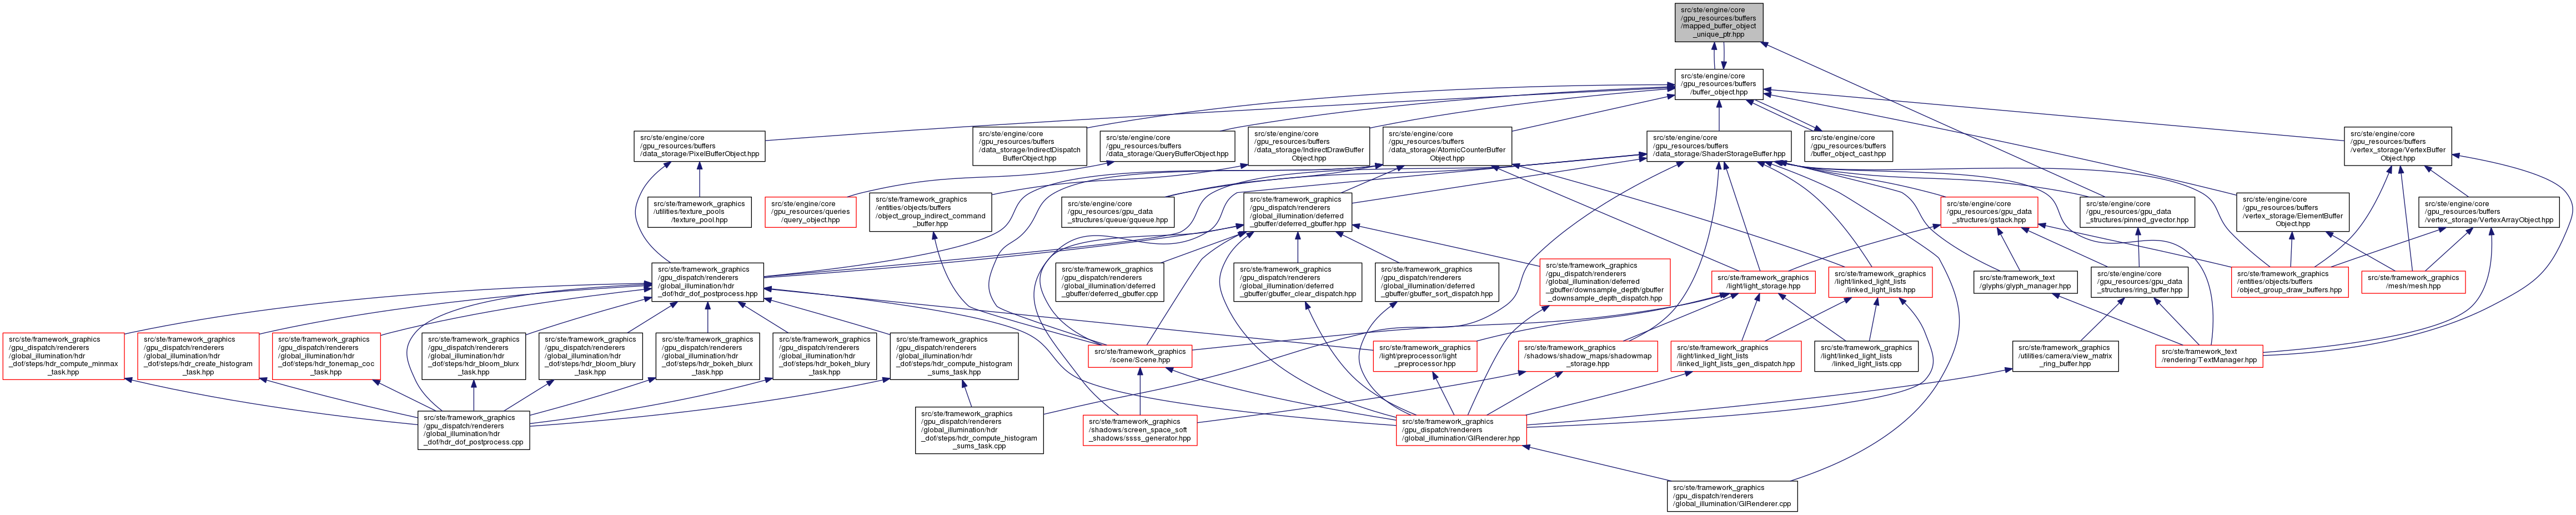 src/ste/engine/core
/gpu_resources/buffers
/mapped_buffer_object
_unique_ptr.hpp
src/ste/engine/core
/gpu_resources/buffers
/buffer_object.hpp
src/ste/engine/core
/gpu_resources/buffers
/data_storage/PixelBufferObject.hpp
src/ste/engine/core
/gpu_resources/buffers
/data_storage/IndirectDispatch
BufferObject.hpp
src/ste/engine/core
/gpu_resources/buffers
/data_storage/QueryBufferObject.hpp
src/ste/engine/core
/gpu_resources/buffers
/data_storage/IndirectDrawBuffer
Object.hpp
src/ste/engine/core
/gpu_resources/buffers
/data_storage/AtomicCounterBuffer
Object.hpp
src/ste/engine/core
/gpu_resources/buffers
/data_storage/ShaderStorageBuffer.hpp
src/ste/engine/core
/gpu_resources/buffers
/buffer_object_cast.hpp
src/ste/engine/core
/gpu_resources/buffers
/vertex_storage/VertexBuffer
Object.hpp
src/ste/framework_graphics
/utilities/texture_pools
/texture_pool.hpp
src/ste/engine/core
/gpu_resources/queries
/query_object.hpp
src/ste/framework_graphics
/entities/objects/buffers
/object_group_indirect_command
_buffer.hpp
src/ste/engine/core
/gpu_resources/gpu_data
_structures/queue/gqueue.hpp
src/ste/framework_graphics
/gpu_dispatch/renderers
/global_illumination/deferred
_gbuffer/deferred_gbuffer.hpp
src/ste/engine/core
/gpu_resources/gpu_data
_structures/gstack.hpp
src/ste/engine/core
/gpu_resources/gpu_data
_structures/pinned_gvector.hpp
src/ste/engine/core
/gpu_resources/buffers
/vertex_storage/ElementBuffer
Object.hpp
src/ste/engine/core
/gpu_resources/buffers
/vertex_storage/VertexArrayObject.hpp
src/ste/framework_graphics
/gpu_dispatch/renderers
/global_illumination/hdr
_dof/hdr_dof_postprocess.hpp
src/ste/framework_graphics
/gpu_dispatch/renderers
/global_illumination/deferred
_gbuffer/deferred_gbuffer.cpp
src/ste/framework_graphics
/gpu_dispatch/renderers
/global_illumination/deferred
_gbuffer/gbuffer_clear_dispatch.hpp
src/ste/framework_graphics
/gpu_dispatch/renderers
/global_illumination/deferred
_gbuffer/gbuffer_sort_dispatch.hpp
src/ste/framework_graphics
/gpu_dispatch/renderers
/global_illumination/deferred
_gbuffer/downsample_depth/gbuffer
_downsample_depth_dispatch.hpp
src/ste/framework_graphics
/light/light_storage.hpp
src/ste/framework_graphics
/light/linked_light_lists
/linked_light_lists.hpp
src/ste/framework_text
/glyphs/glyph_manager.hpp
src/ste/engine/core
/gpu_resources/gpu_data
_structures/ring_buffer.hpp
src/ste/framework_graphics
/entities/objects/buffers
/object_group_draw_buffers.hpp
src/ste/framework_graphics
/mesh/mesh.hpp
src/ste/framework_graphics
/gpu_dispatch/renderers
/global_illumination/hdr
_dof/steps/hdr_compute_minmax
_task.hpp
src/ste/framework_graphics
/gpu_dispatch/renderers
/global_illumination/hdr
_dof/steps/hdr_create_histogram
_task.hpp
src/ste/framework_graphics
/gpu_dispatch/renderers
/global_illumination/hdr
_dof/steps/hdr_tonemap_coc
_task.hpp
src/ste/framework_graphics
/gpu_dispatch/renderers
/global_illumination/hdr
_dof/steps/hdr_bloom_blurx
_task.hpp
src/ste/framework_graphics
/gpu_dispatch/renderers
/global_illumination/hdr
_dof/steps/hdr_bloom_blury
_task.hpp
src/ste/framework_graphics
/gpu_dispatch/renderers
/global_illumination/hdr
_dof/steps/hdr_bokeh_blurx
_task.hpp
src/ste/framework_graphics
/gpu_dispatch/renderers
/global_illumination/hdr
_dof/steps/hdr_bokeh_blury
_task.hpp
src/ste/framework_graphics
/gpu_dispatch/renderers
/global_illumination/hdr
_dof/steps/hdr_compute_histogram
_sums_task.hpp
src/ste/framework_graphics
/scene/Scene.hpp
src/ste/framework_graphics
/light/preprocessor/light
_preprocessor.hpp
src/ste/framework_graphics
/shadows/shadow_maps/shadowmap
_storage.hpp
src/ste/framework_graphics
/light/linked_light_lists
/linked_light_lists_gen_dispatch.hpp
src/ste/framework_graphics
/light/linked_light_lists
/linked_light_lists.cpp
src/ste/framework_graphics
/utilities/camera/view_matrix
_ring_buffer.hpp
src/ste/framework_text
/rendering/TextManager.hpp
src/ste/framework_graphics
/gpu_dispatch/renderers
/global_illumination/hdr
_dof/hdr_dof_postprocess.cpp
src/ste/framework_graphics
/gpu_dispatch/renderers
/global_illumination/hdr
_dof/steps/hdr_compute_histogram
_sums_task.cpp
src/ste/framework_graphics
/shadows/screen_space_soft
_shadows/ssss_generator.hpp
src/ste/framework_graphics
/gpu_dispatch/renderers
/global_illumination/GIRenderer.hpp
src/ste/framework_graphics
/gpu_dispatch/renderers
/global_illumination/GIRenderer.cpp